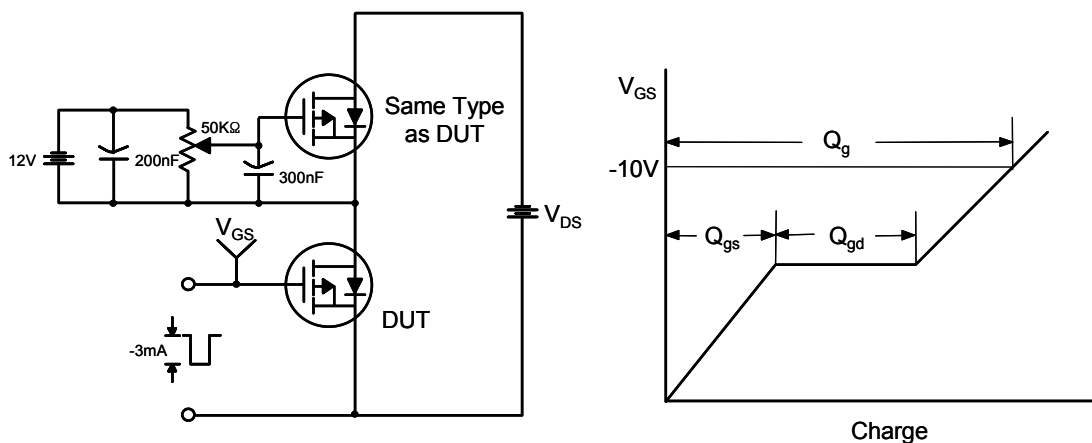 Same Type
as DUT
50KΩ
12V
200nF
300nF
V_GS
V_DS
DUT
-3mA
V_GS
Q_g
-10V
Q_gs
Q_gd
Charge